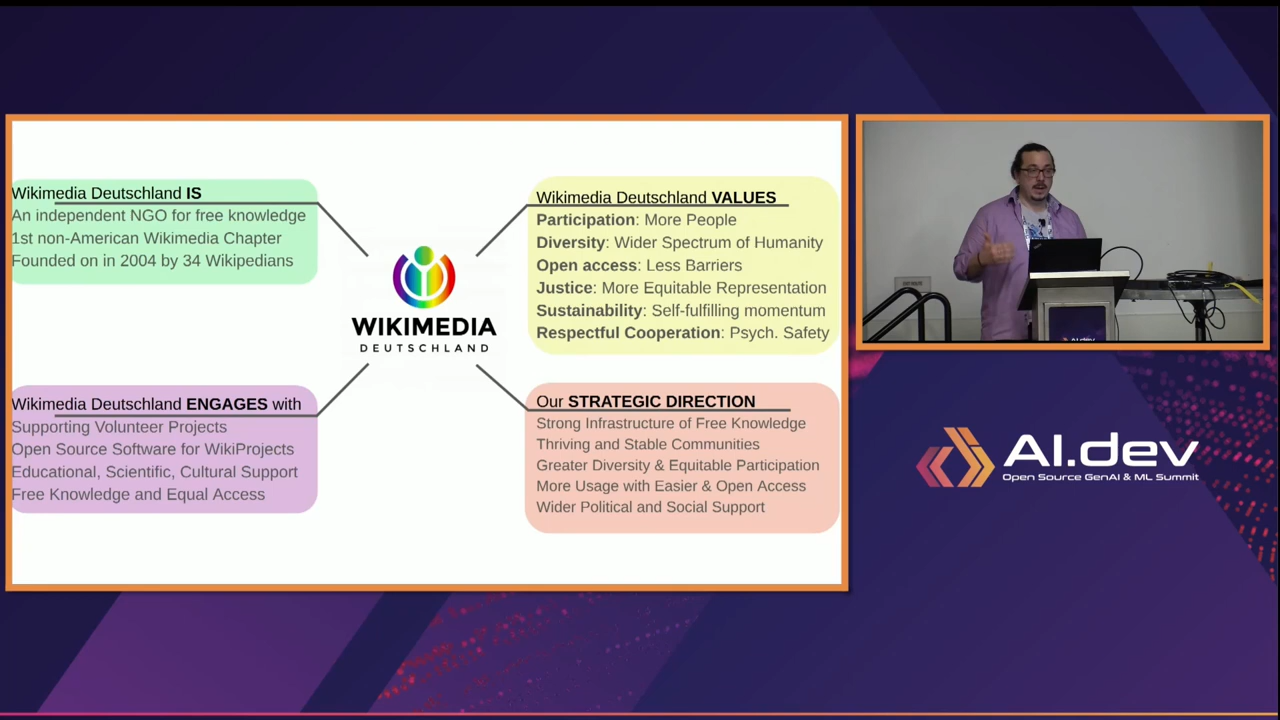 Wikimedia Deutschland IS
An independent NGO for free knowledge
1st non-American Wikimedia Chapter
Founded on in 2004 by 34 Wikipedians
Wikimedia Deutschland VALUES
Participation: More People
Diversity: Wider Spectrum of Humanity
Open access: Less Barriers
Justice: More Equitable Representation
Sustainability: Self-fulfilling momentum
Respectful Cooperation: Psych. Safety
WIKIMEDIA
DEUTSCHLAND
Wikimedia Deutschland ENGAGES with
Supporting Volunteer Projects
Open Source Software for WikiProjects
Educational, Scientific, Cultural Support
Free Knowledge and Equal Access
Our STRATEGIC DIRECTION
Strong Infrastructure of Free Knowledge
Thriving and Stable Communities
Greater Diversity & Equitable Participation
More Usage with Easier & Open Access
Wider Political and Social Support
AI.dev
AI.dev
Open Source GenAI & ML Summit